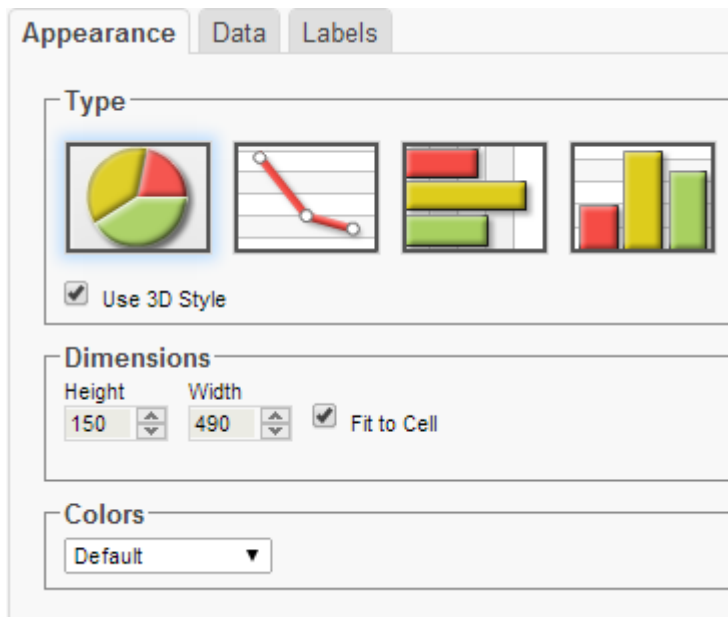 Appearance Data Labels
Type
Use 3D Style
Dimensions
Height Width
150 490 Fit to Cell
Colors
Default